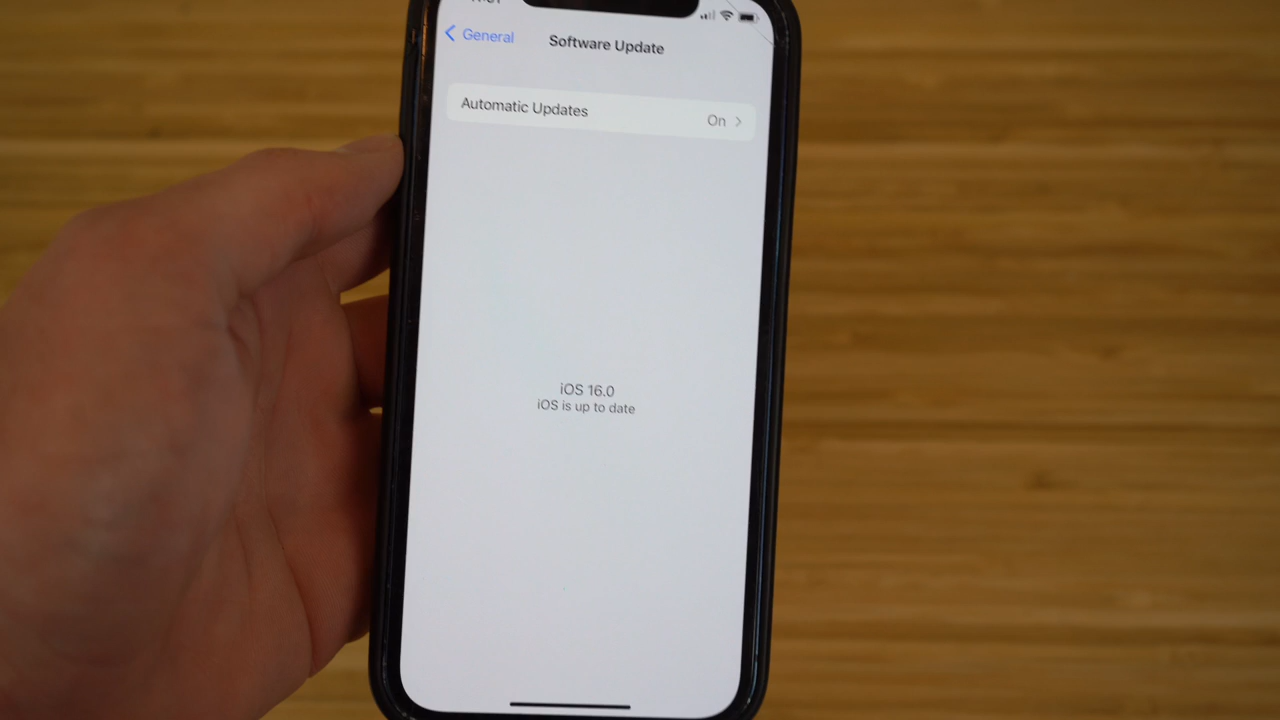 General
Software Update
Automatic Updates On
iOS 16.0
iOS is up to date